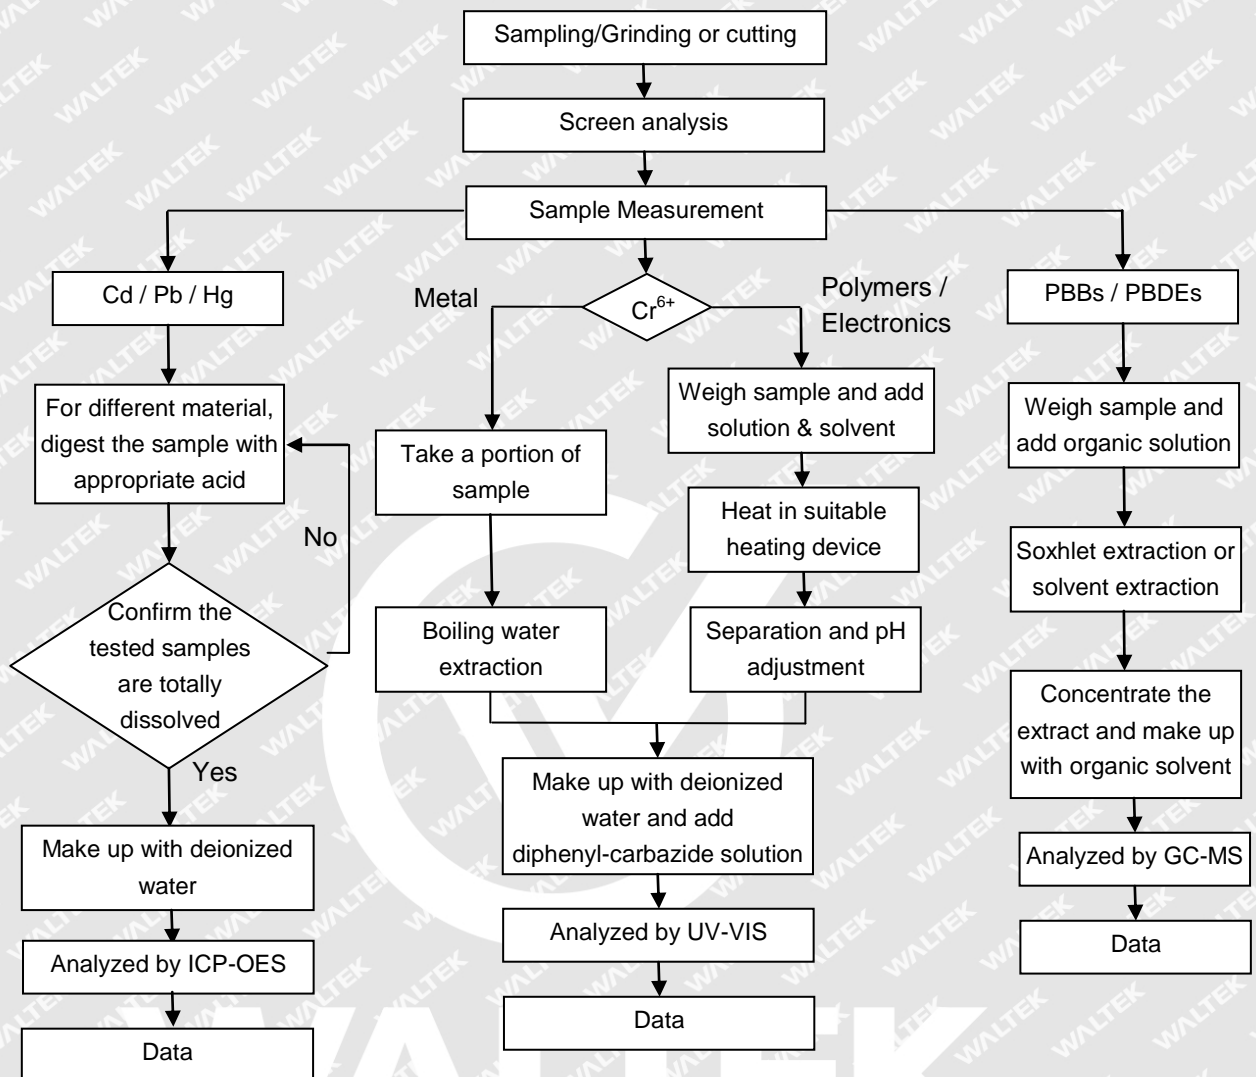 Sampling/Grinding or cutting
Screen analysis
Sample Measurement
Cd / Pb / Hg
For different material,
digest the sample with
appropriate acid
No
Confirm the
tested samples
are totally
dissolved
Yes
Make up with deionized
water
Analyzed by ICP-OES
Data
Cr6+
Metal
Take a portion of
sample
Boiling water
extraction
Polymers /
Electronics
Weigh sample and add
solution & solvent
Heat in suitable
heating device
Separation and pH
adjustment
Make up with deionized
water and add
diphenyl-carbazide solution
Analyzed by UV-VIS
Data
PBBs / PBDEs
Weigh sample and
add organic solution
Soxhlet extraction or
solvent extraction
Concentrate the
extract and make up
with organic solvent
Analyzed by GC-MS
Data
WALTEK